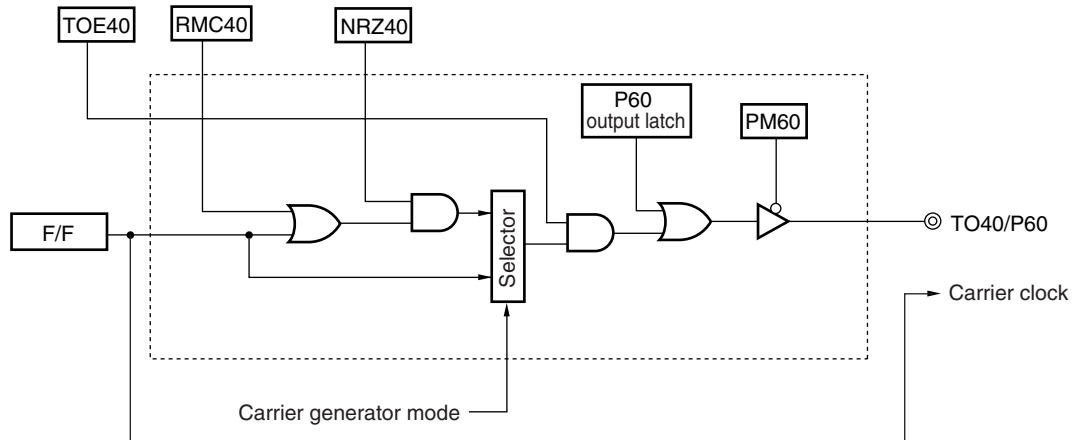 TOE40
RMC40
NRZ40
P60
output latch
PM60
F/F
Selector
TO40/P60
Carrier clock
Carrier generator mode